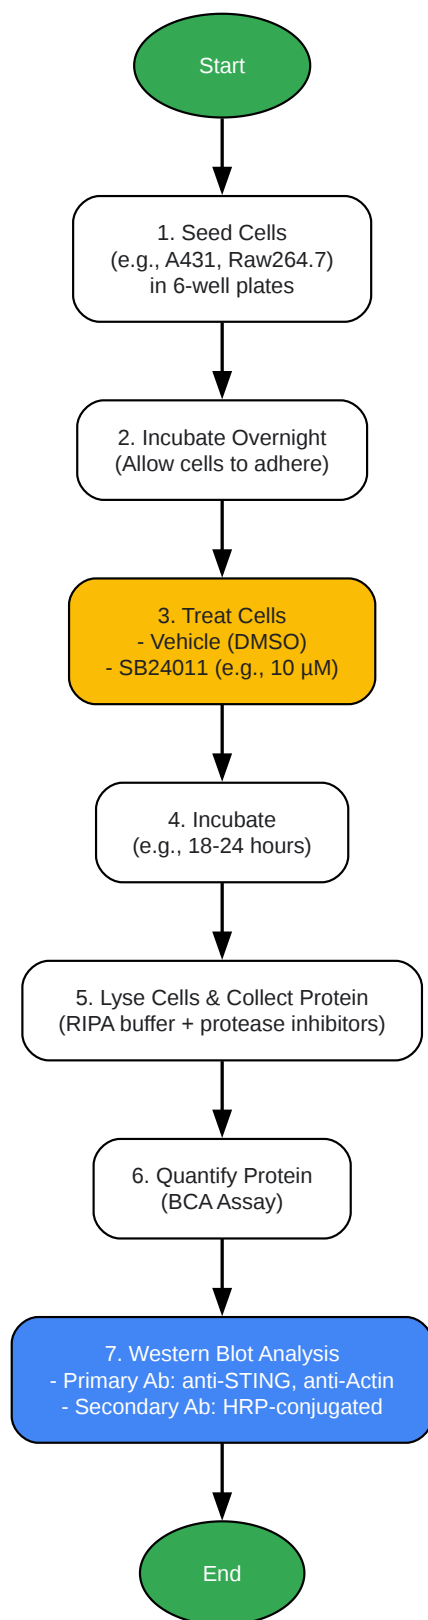 Start
1. Seed Cells
(e.g., A431, Raw264.7)
in 6-well plates
2. Incubate Overnight
(Allow cells to adhere)
3. Treat Cells
- Vehicle (DMSO)
- SB24011 (e.g., 10 µM)
4. Incubate
(e.g., 18-24 hours)
5. Lyse Cells & Collect Protein
(RIPA buffer + protease inhibitors)
6. Quantify Protein
(BCA Assay)
7. Western Blot Analysis
- Primary Ab: anti-STING, anti-Actin
- Secondary Ab: HRP-conjugated
End